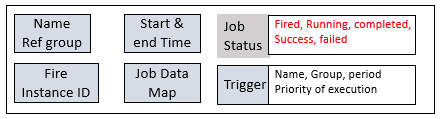 Name
Ref group
Start &
end Time
Job
Status
Fired, Running, completed,
Success, failed
Fire
Instance ID
Job Data
Map
Trigger
Name, Group, period
Priority of execution